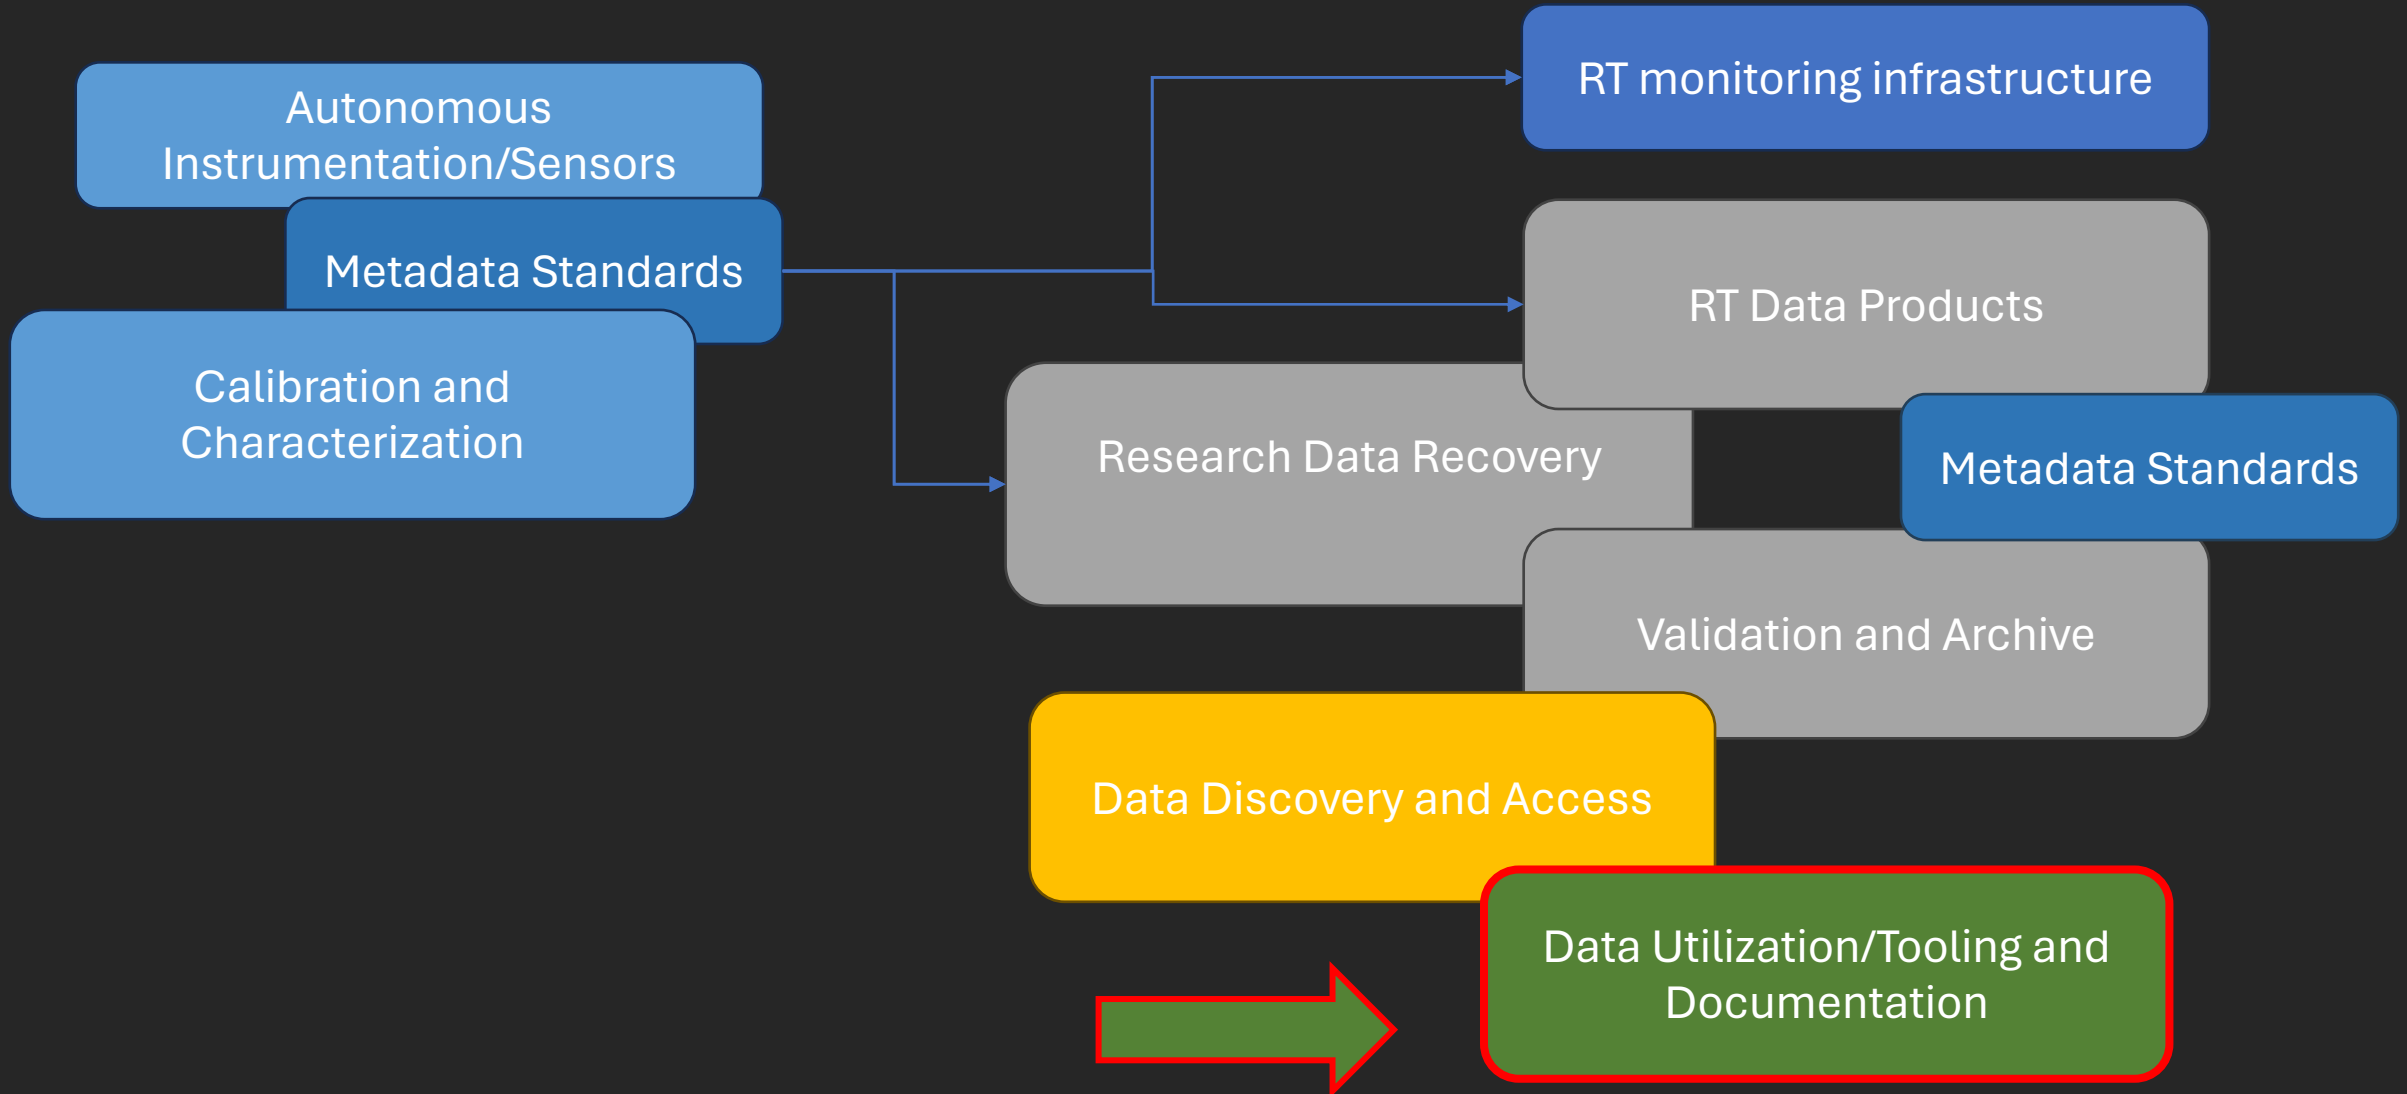 Autonomous
Instrumentation/Sensors
Metadata Standards
Calibration and
Characterization
RT monitoring infrastructure
RT Data Products
Research Data Recovery
Metadata Standards
Validation and Archive
Data Discovery and Access
Data Utilization/Tooling and
Documentation